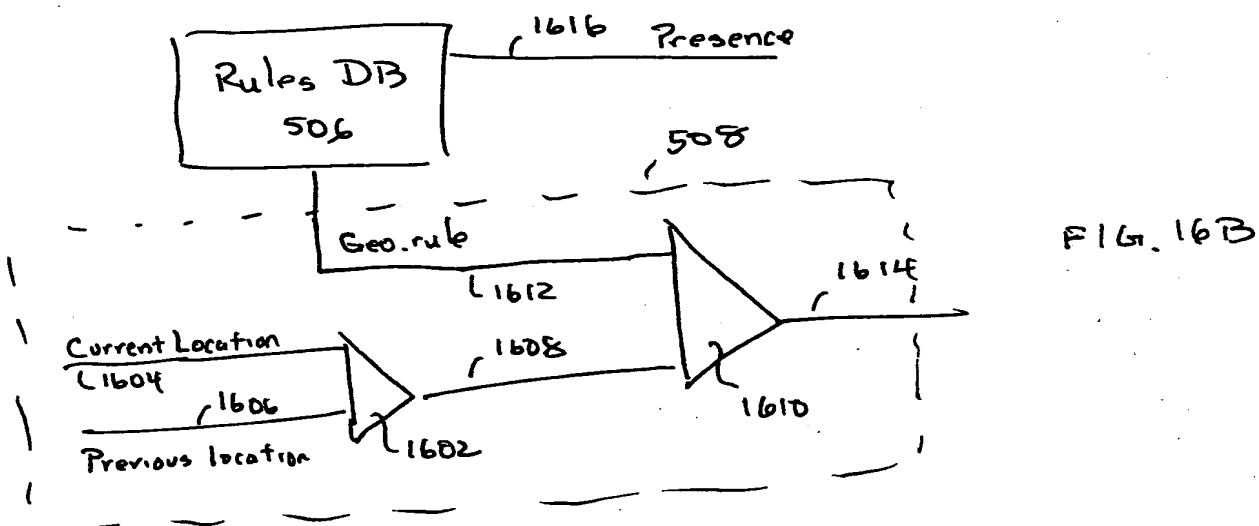 1616 Presence
Rules DB
506
508
Geo.rule
1612
1614
FIG. 16B
Current Location
1604
1608
1606
1610
Previous location
1602